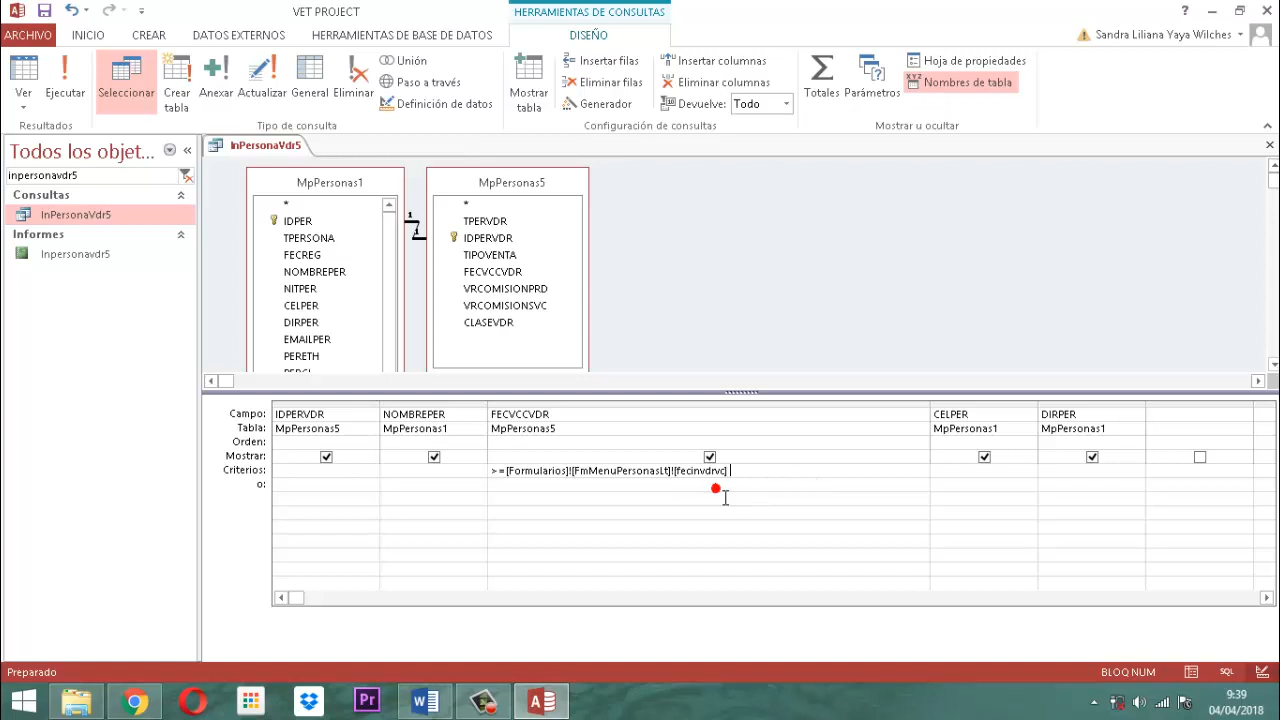 VET PROJECT
HERRAMIENTAS DE CONSULTAS
ARCHIVO
INICIO
CREAR
DATOS EXTERNOS
HERRAMIENTAS DE BASE DE DATOS
DISEÑO
Sandra Liliana Yaya Wilches
Ver
Ejecutar
Seleccionar
Crear tabla
Anexar
Actualizar
General
Eliminar
Unión
Paso a través
Definición de datos
Mostrar tabla
Insertar filas
Eliminar filas
Generador
Insertar columnas
Eliminar columnas
Devuelve: Todo
Totales
Parámetros
Hoja de propiedades
Nombres de tabla
Resultados
Tipo de consulta
Configuración de consultas
Mostrar u ocultar
Todos los objet...
inpersonavdr5
Consultas
InPersonaVdr5
Informes
Inpersonavdr5
InPersonaVdr5
MpPersonas1
*
IDPER
TPERSONA
FECREG
NOMBREPER
NITPER
CELPER
DIRPER
EMAILPER
PERETH
MpPersonas5
*
TPERVDR
IDPERVDR
TIPOVENTA
FECVCCVDR
VRCOMISIONPRD
VRCOMISIONSVC
CLASEVDR
Campo: IDPERVDR NOMBREPER FECVCCVDR CELPER DIRPER
Tabla: MpPersonas5 MpPersonas1 MpPersonas5 MpPersonas1 MpPersonas1
Orden:
Mostrar:
Criterios: >=[Formularios]![FmMenuPersonasLt]![fecinvdrvc]
o:
Preparado
BLOQ NUM
SQL
9:39
04/04/2018